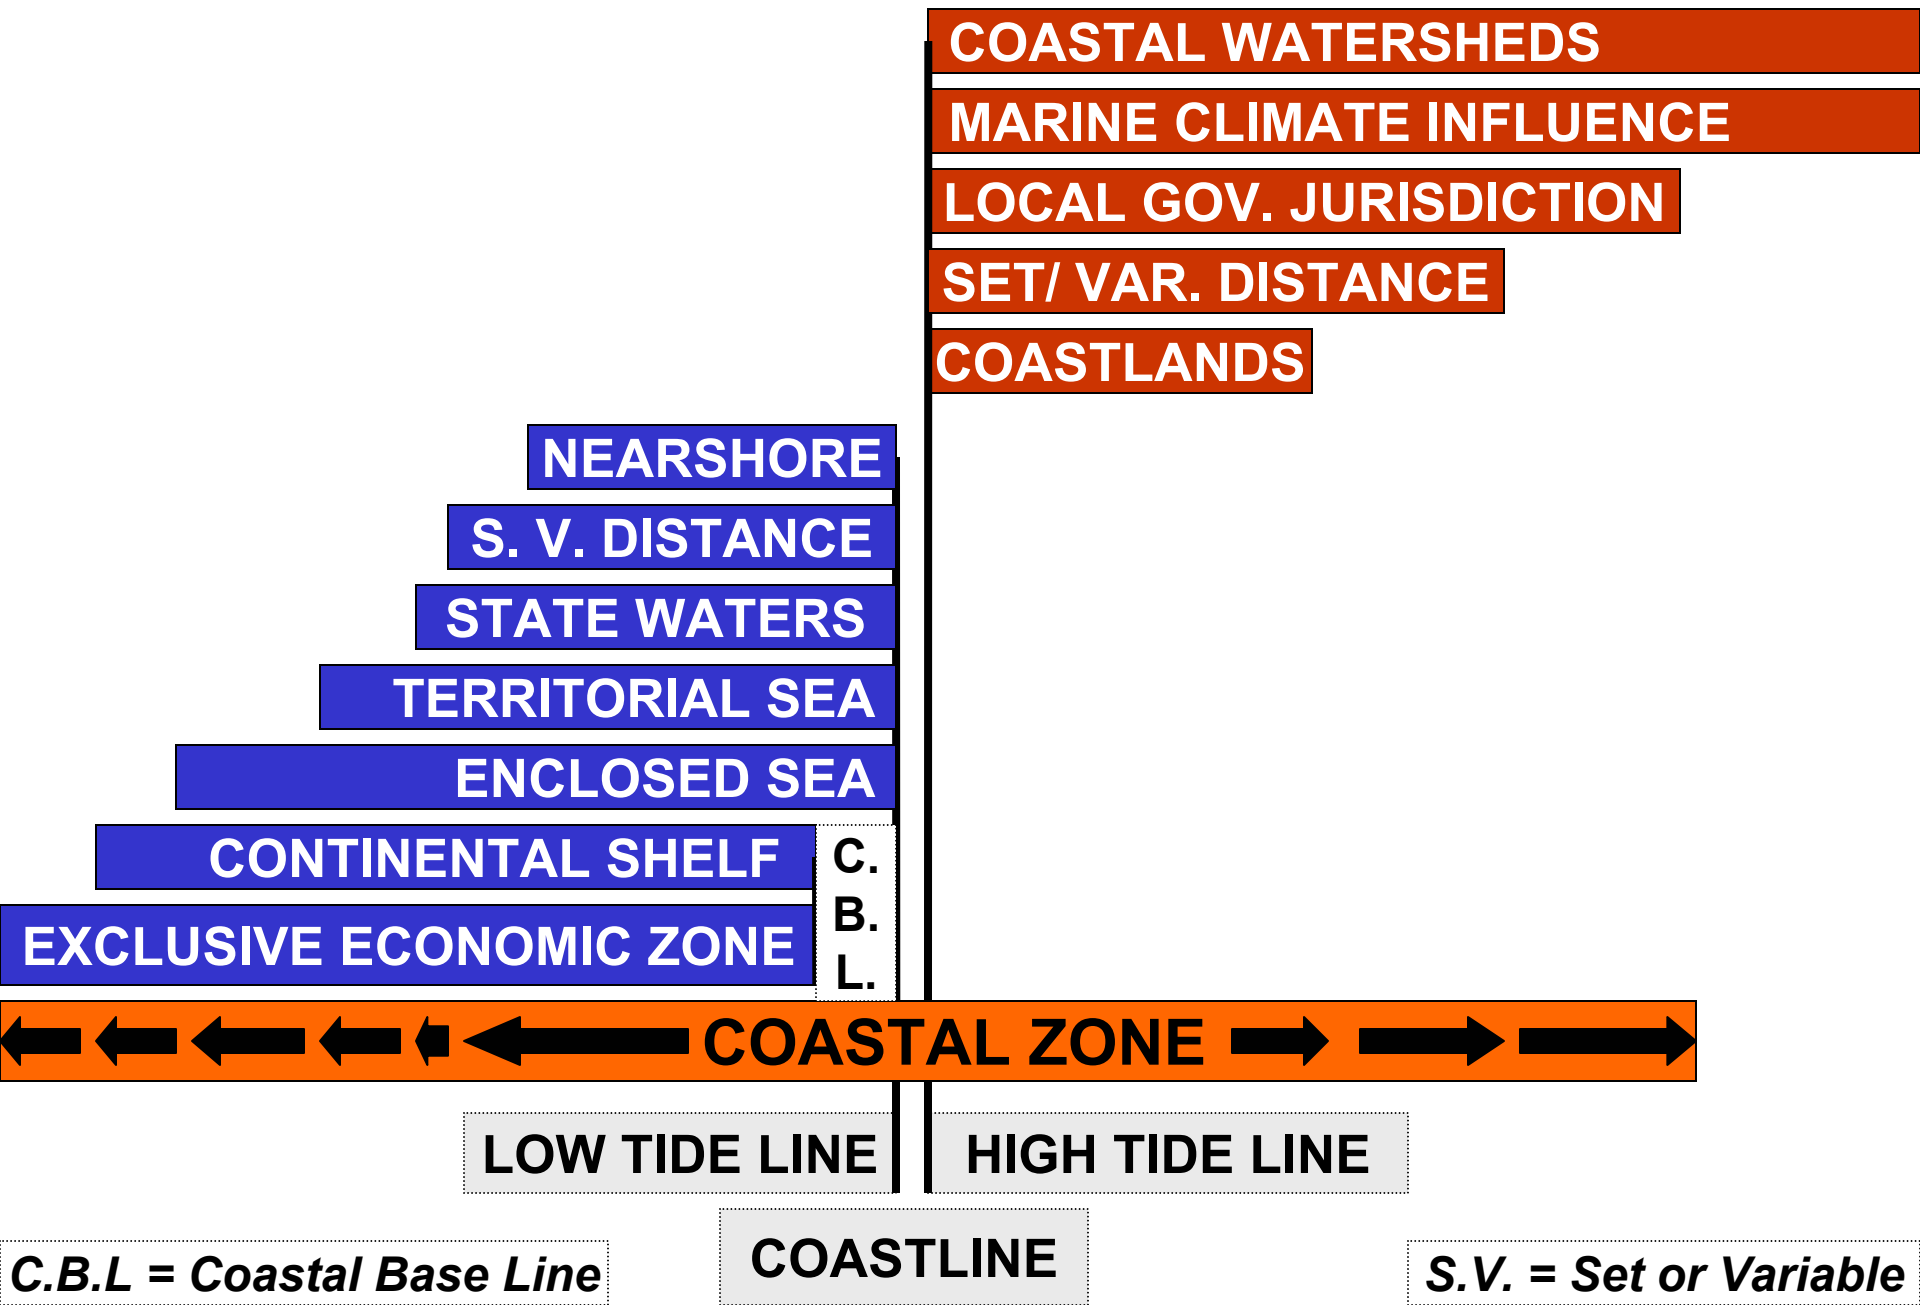 COASTAL WATERSHEDS
MARINE CLIMATE INFLUENCE
LOCAL GOV. JURISDICTION
SET/ VAR. DISTANCE
COASTLANDS
NEARSHORE
S. V. DISTANCE
STATE WATERS
TERRITORIAL SEA
ENCLOSED SEA
CONTINENTAL SHELF
EXCLUSIVE ECONOMIC ZONE
C.
B.
L.
COASTAL ZONE
LOW TIDE LINE
HIGH TIDE LINE
COASTLINE
C.B.L = Coastal Base Line
S.V. = Set or Variable